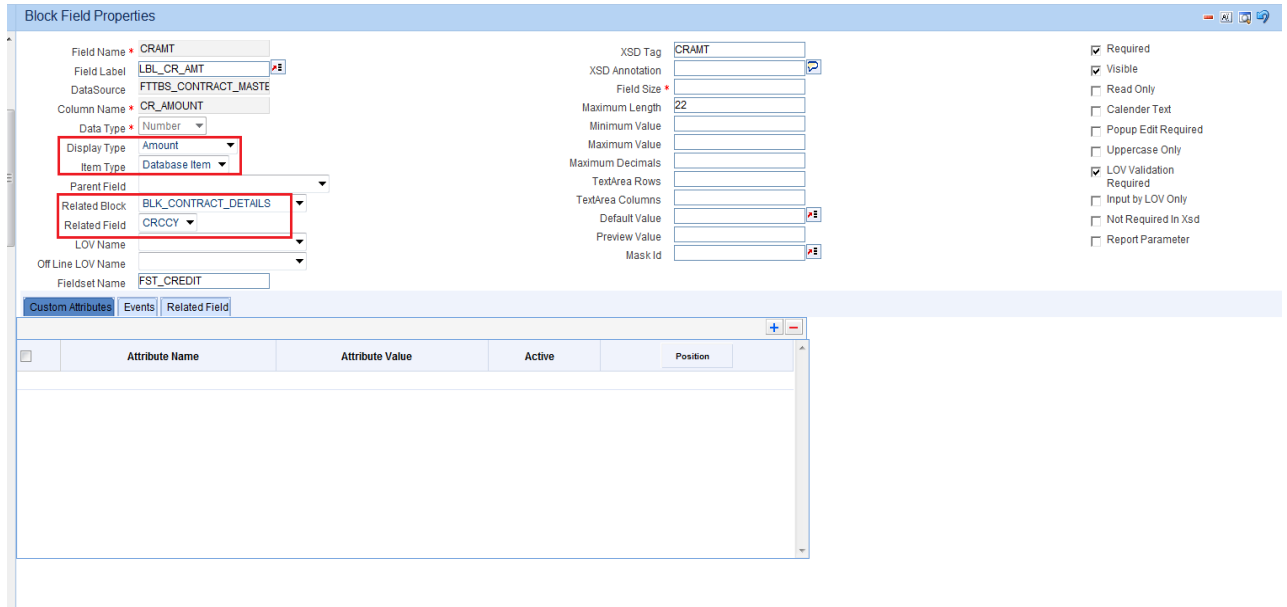 Block Field Properties
Field Name * CRAMT
Field Label LBL_CR_AMT
DataSource FTTBS_CONTRACT_MASTE
Column Name * CR_AMOUNT
Data Type * Number
Display Type Amount
Item Type Database Item
Parent Field
Related Block BLK_CONTRACT_DETAILS
Related Field CRCCY
LOV Name
Off Line LOV Name
Fieldset Name FST_CREDIT
XSD Tag CRAMT
XSD Annotation
Field Size *
Maximum Length 22
Minimum Value
Maximum Value
Maximum Decimals
TextArea Rows
TextArea Columns
Default Value
Preview Value
Mask Id
Required
Visible
Read Only
Calender Text
Popup Edit Required
Uppercase Only
LOV Validation
Required
Input by LOV Only
Not Required In Xsd
Report Parameter
Custom Attributes Events Related Field
Attribute Name Attribute Value Active Position